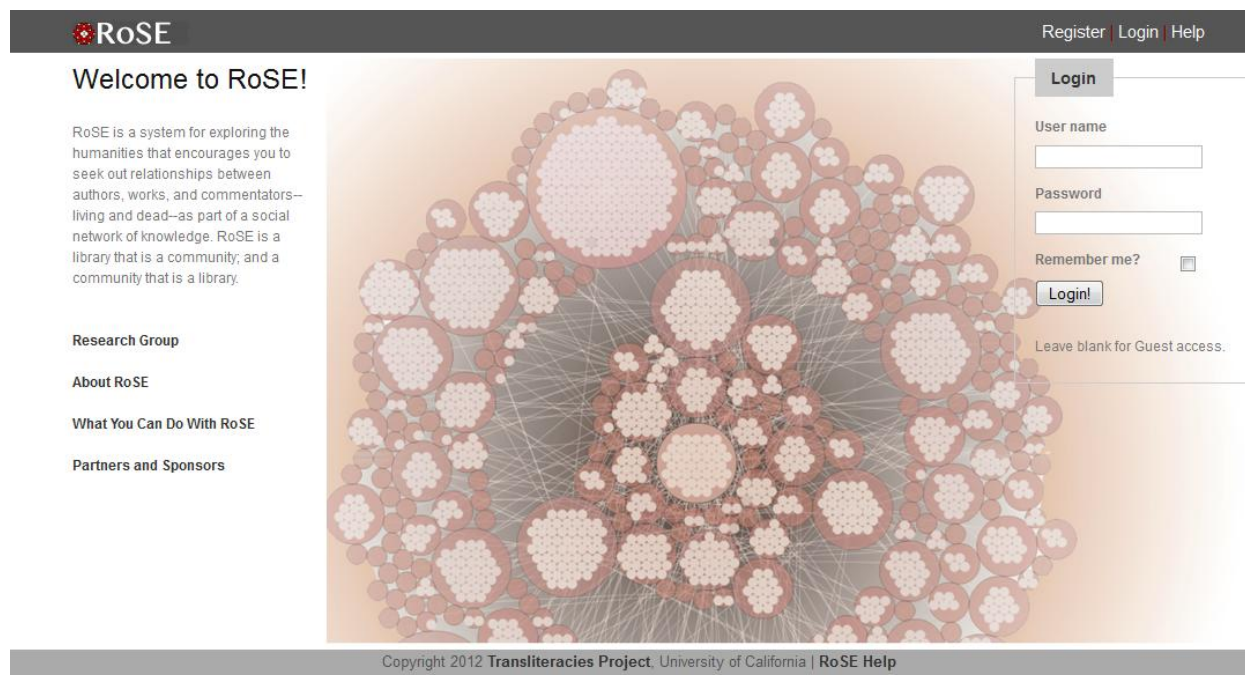 RoSE
Register | Login | Help
Welcome to RoSE!
RoSE is a system for exploring the
humanities that encourages you to
seek out relationships between
authors, works, and commentators--
living and dead--as part of a social
network of knowledge. RoSE is a
library that is a community; and a
community that is a library.
Research Group
About RoSE
What You Can Do With RoSE
Partners and Sponsors
Login
User name
Password
Remember me?
Login!
Leave blank for Guest access.
Copyright 2012 Transliteracies Project, University of California | RoSE Help